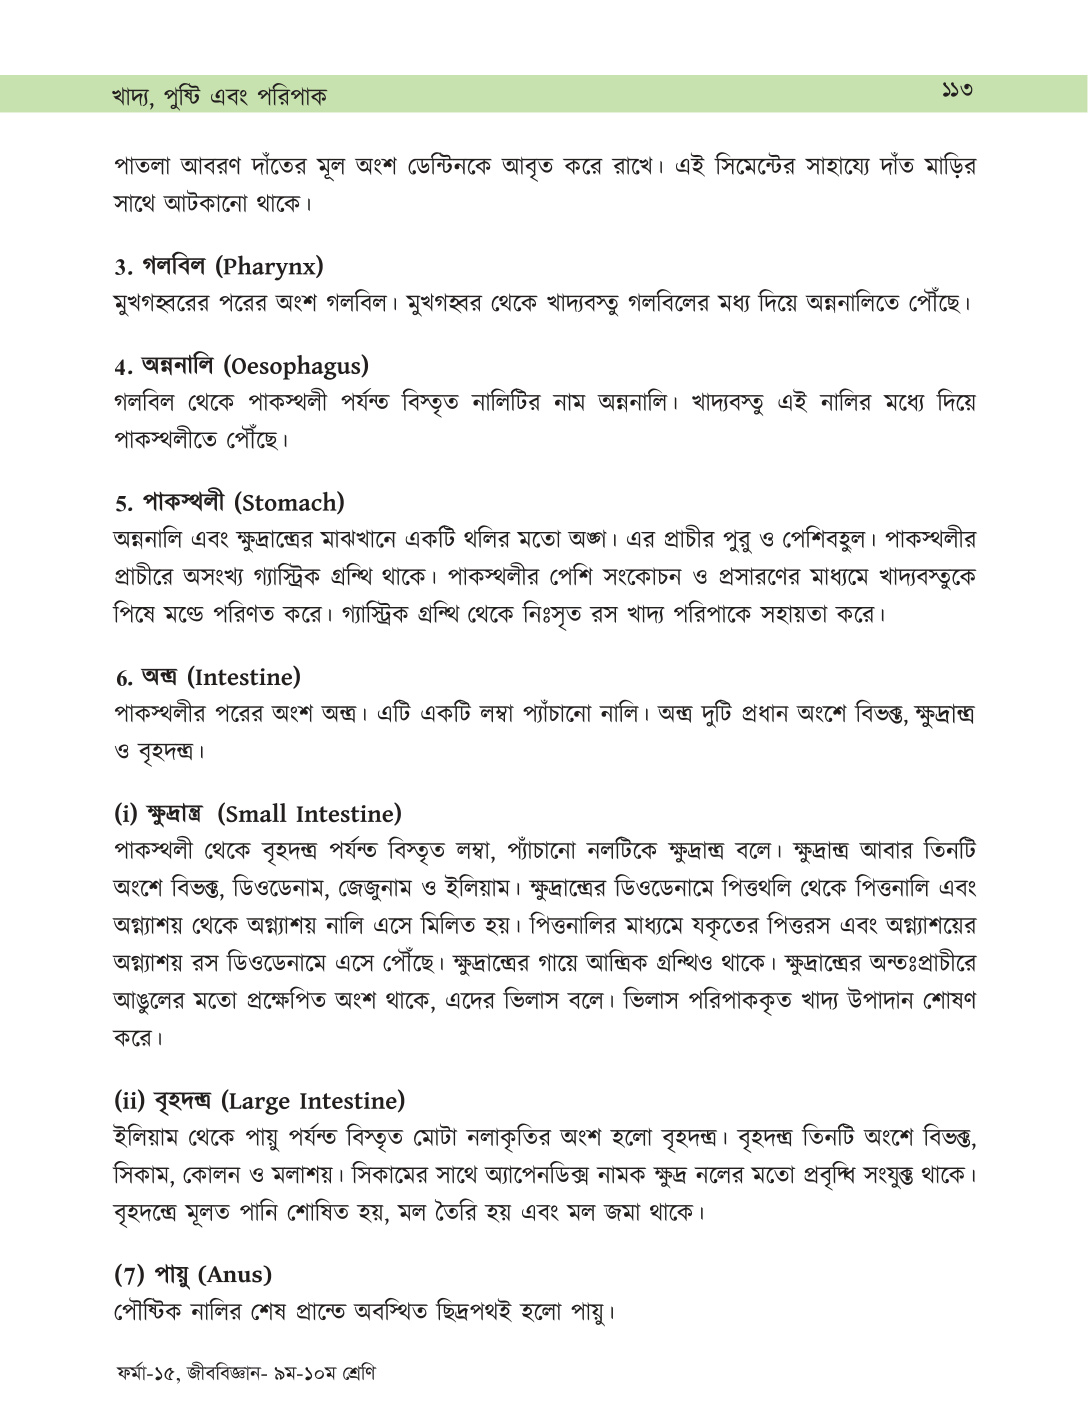 খাদ্য, পুষ্টি এবং পরিপাক
১১৩
পাতলা আবরণ দাঁতের মূল অংশ ডেন্টিনকে আবৃত করে রাখে। এই সিমেন্টের সাহায্যে দাঁত মাড়ির
সাথে আটকানো থাকে।
3. গলবিল (Pharynx)
মুখগহ্বরের পরের অংশ গলবিল। মুখগহ্বর থেকে খাদ্যবস্তু গলবিলের মধ্য দিয়ে অন্ননালিতে পৌঁছে।
4. অন্ননালি (Oesophagus)
গলবিল থেকে পাকস্থলী পর্যন্ত বিস্তৃত নালিটির নাম অন্ননালি। খাদ্যবস্তু এই নালির মধ্যে দিয়ে
পাকস্থলীতে পৌঁছে।
5. পাকস্থলী (Stomach)
অন্ননালি এবং ক্ষুদ্রান্ত্রের মাঝখানে একটি থলির মতো অঙ্গ। এর প্রাচীর পুরু ও পেশিবহুল। পাকস্থলীর
প্রাচীরে অসংখ্য গ্যাস্ট্রিক গ্রন্থি থাকে। পাকস্থলীর পেশি সংকোচন ও প্রসারণের মাধ্যমে খাদ্যবস্তুকে
পিষে মণ্ডে পরিণত করে। গ্যাস্ট্রিক গ্রন্থি থেকে নিঃসৃত রস খাদ্য পরিপাকে সহায়তা করে।
6. অন্ত্র (Intestine)
পাকস্থলীর পরের অংশ অন্ত্র। এটি একটি লম্বা প্যাঁচানো নালি। অন্ত্র দুটি প্রধান অংশে বিভক্ত, ক্ষুদ্রান্ত্র
ও বৃহদন্ত্র।
(i) ক্ষুদ্রান্ত্র (Small Intestine)
পাকস্থলী থেকে বৃহদন্ত্র পর্যন্ত বিস্তৃত লম্বা, প্যাঁচানো নলটিকে ক্ষুদ্রান্ত্র বলে। ক্ষুদ্রান্ত্র আবার তিনটি
অংশে বিভক্ত, ডিওডেনাম, জেজুনাম ও ইলিয়াম। ক্ষুদ্রান্ত্রের ডিওডেনামে পিত্তথলি থেকে পিত্তনালি এবং
অগ্ন্যাশয় থেকে অগ্ন্যাশয় নালি এসে মিলিত হয়। পিত্তনালির মাধ্যমে যকৃতের পিত্তরস এবং অগ্ন্যাশয়ের
অগ্ন্যাশয় রস ডিওডেনামে এসে পৌঁছে। ক্ষুদ্রান্ত্রের গায়ে আন্ত্রিক গ্রন্থিও থাকে। ক্ষুদ্রান্ত্রের অন্তঃপ্রাচীরে
আঙুলের মতো প্রক্ষেপিত অংশ থাকে, এদের ভিলাস বলে। ভিলাস পরিপাককৃত খাদ্য উপাদান শোষণ
করে।
(ii) বৃহদন্ত্র (Large Intestine)
ইলিয়াম থেকে পায়ু পর্যন্ত বিস্তৃত মোটা নলাকৃতির অংশ হলো বৃহদন্ত্র। বৃহদন্ত্র তিনটি অংশে বিভক্ত,
সিকাম, কোলন ও মলাশয়। সিকামের সাথে অ্যাপেনডিক্স নামক ক্ষুদ্র নলের মতো প্রবৃদ্ধি সংযুক্ত থাকে।
বৃহদন্ত্রে মূলত পানি শোষিত হয়, মল তৈরি হয় এবং মল জমা থাকে।
(7) পায়ু (Anus)
পৌষ্টিক নালির শেষ প্রান্তে অবস্থিত ছিদ্রপথই হলো পায়ু।
ফর্মা-১৫, জীববিজ্ঞান- ৯ম-১০ম শ্রেণি